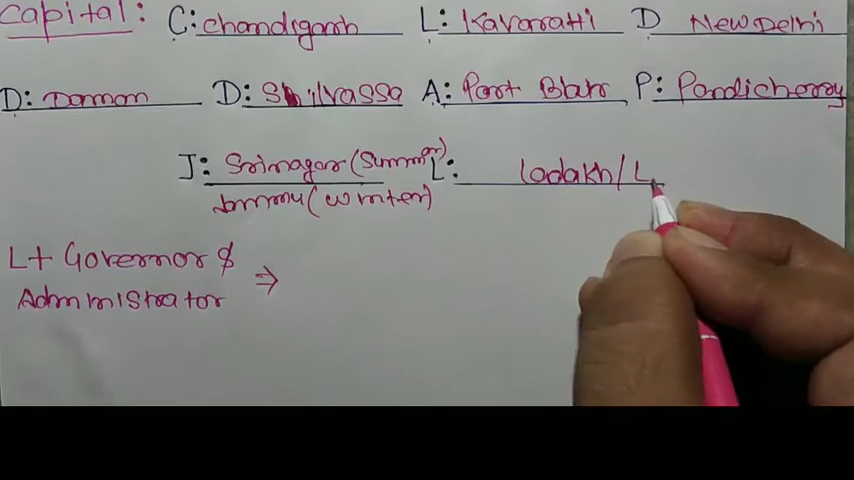 Capital: C: Chandigarh L: Kavaratti D New Delhi
D: Daman D: Silvassa A: Port Blair P: Pondicherry
J: Srinagar (Summer) L: Ladakh/L
Jammu (Winter)
Lt Governor &
Administrator ⇒